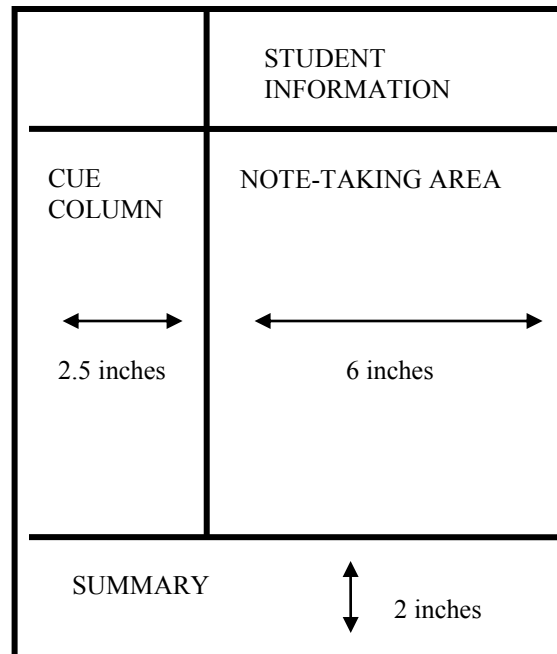 STUDENT
INFORMATION
CUE
COLUMN
NOTE-TAKING AREA
2.5 inches
6 inches
SUMMARY
2 inches